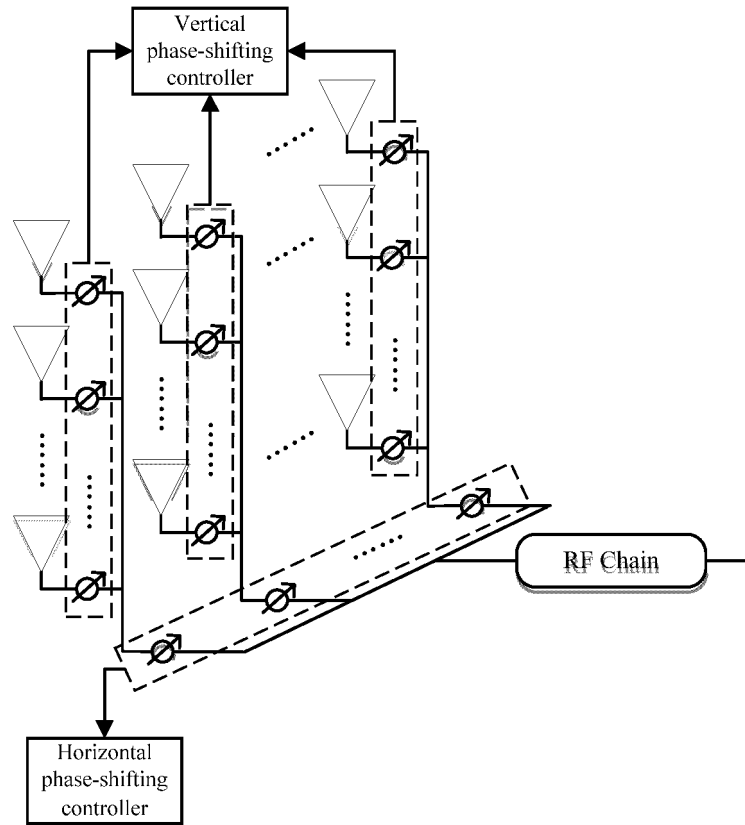 Vertical
phase-shifting
controller
RF Chain
Horizontal
phase-shifting
controller